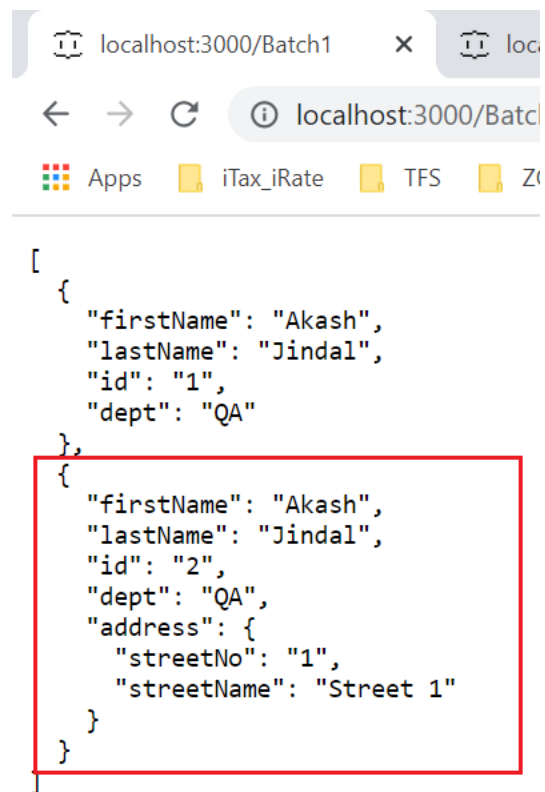 localhost:3000/Batch1
localhost:3000/Batc
Apps iTax_iRate TFS
[
{
"firstName": "Akash",
"lastName": "Jindal",
"id": "1",
"dept": "QA"
},
{
"firstName": "Akash",
"lastName": "Jindal",
"id": "2",
"dept": "QA",
"address": {
"streetNo": "1",
"streetName": "Street 1"
}
}
]